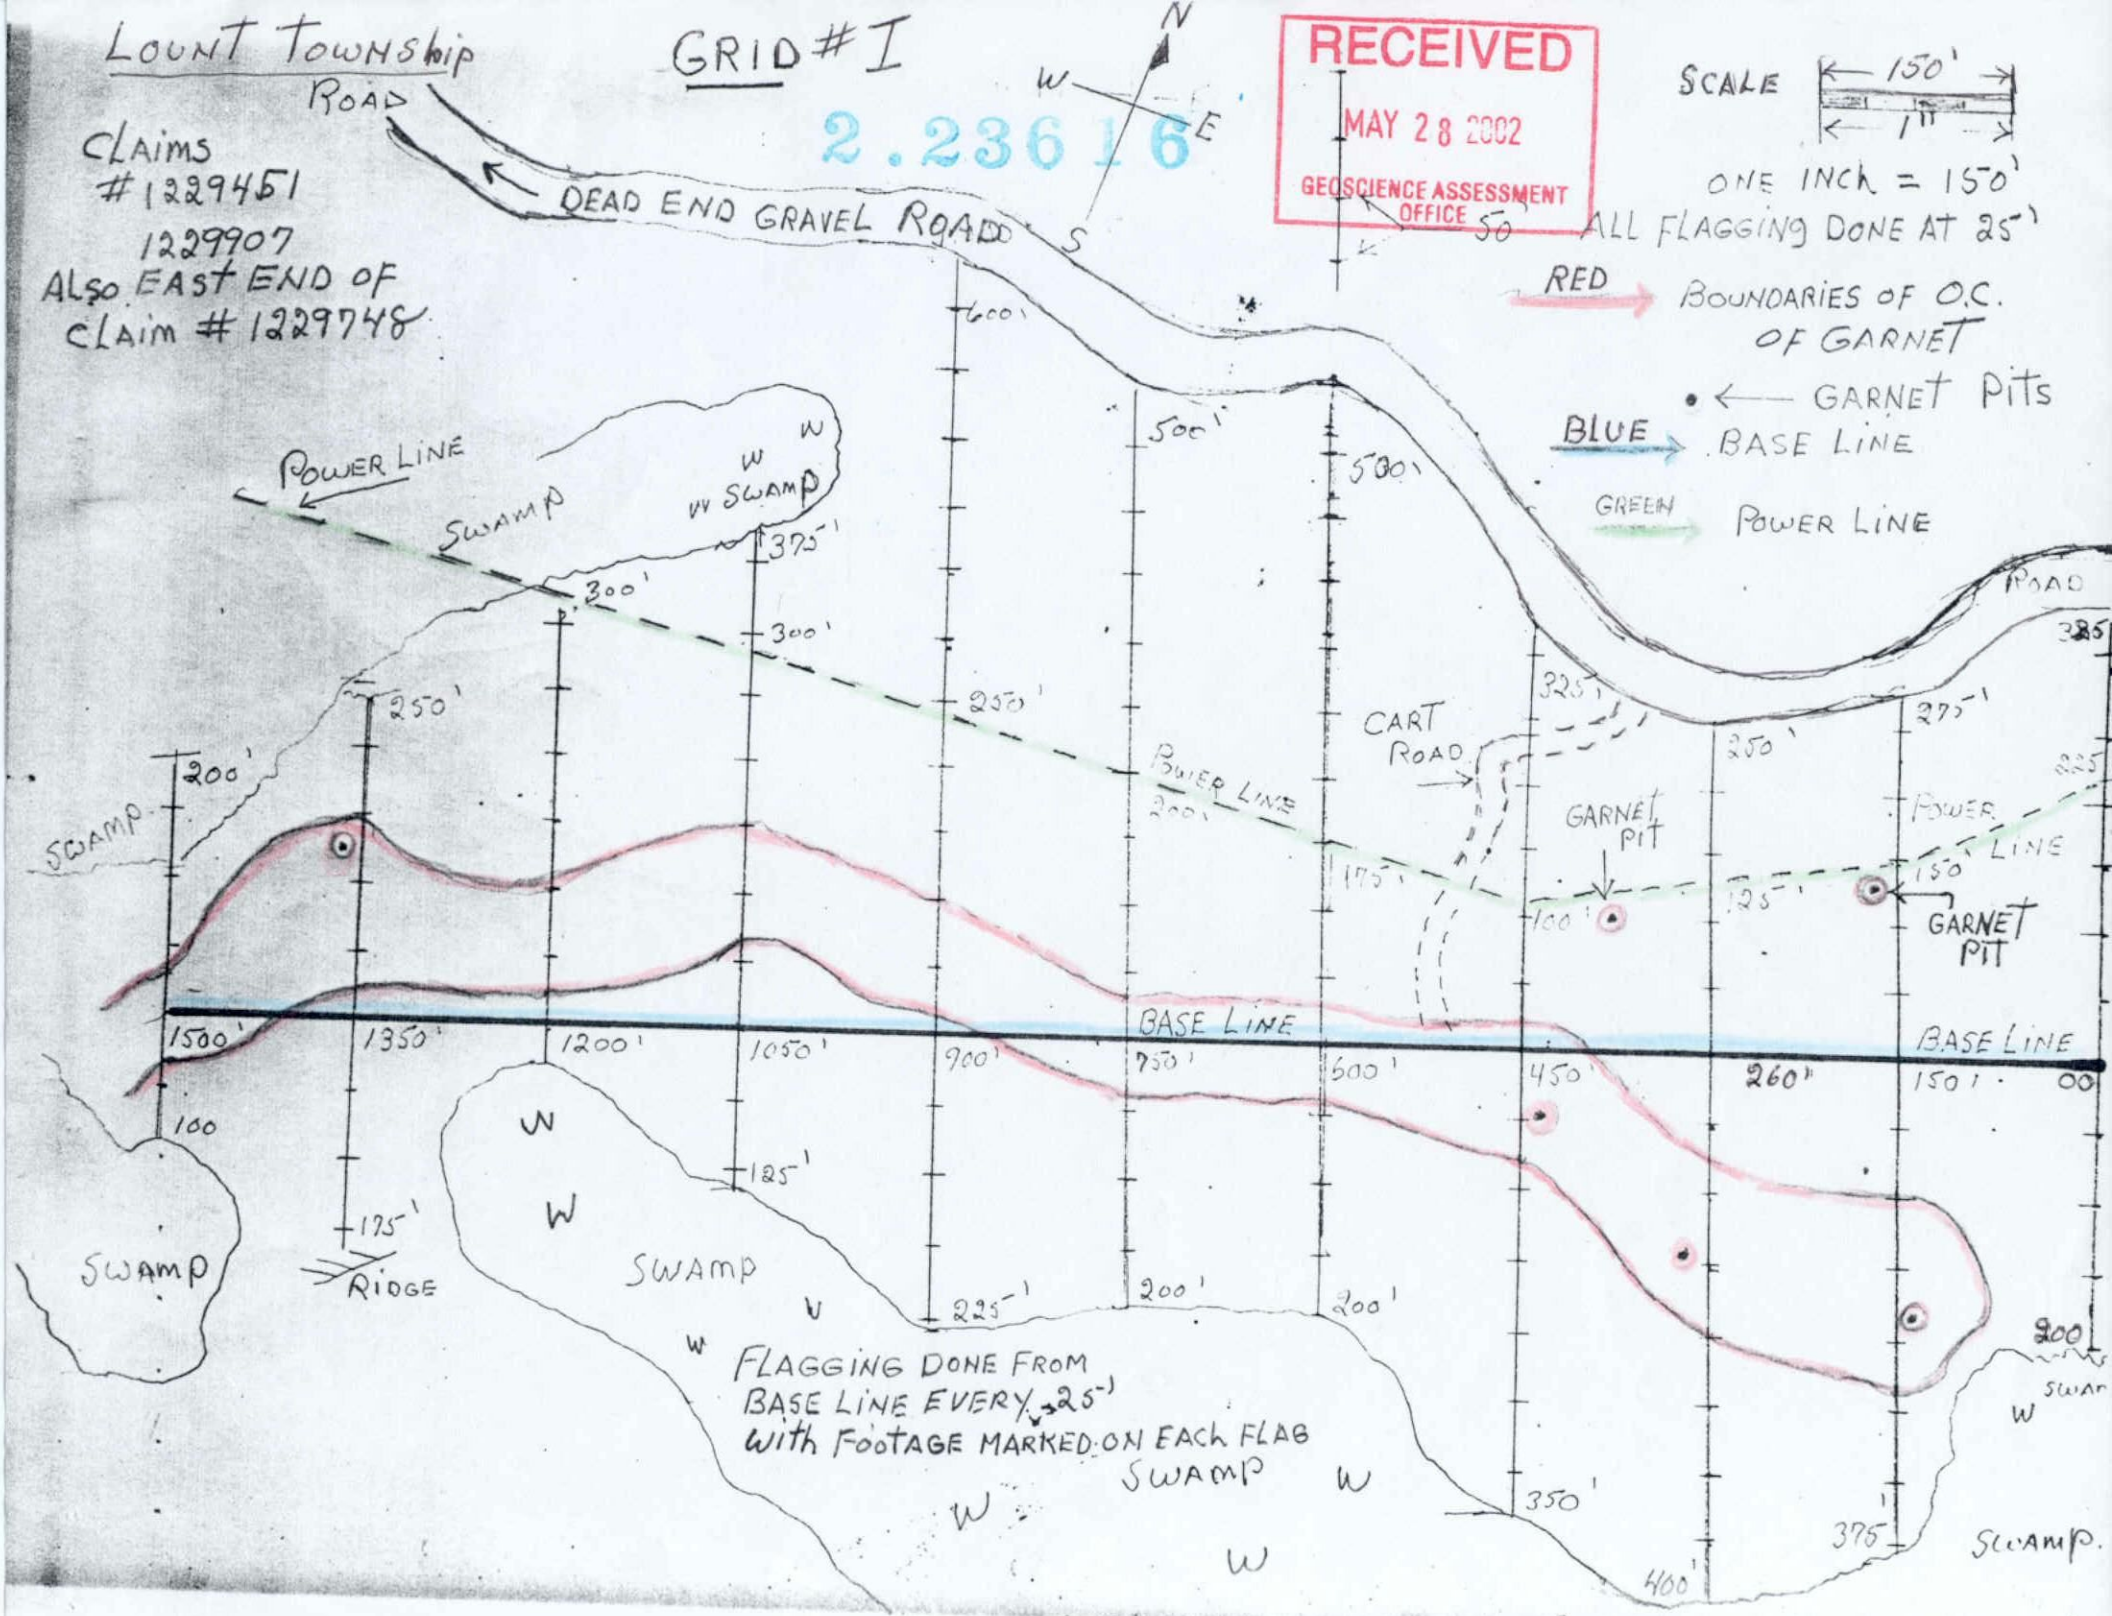 LOUNT TOWNShip
GRID # I
N
W
E
S
2.23616
RECEIVED
MAY 28 2002
GEOSCIENCE ASSESSMENT
OFFICE
50'
SCALE
150'
1"
ONE INCh = 150'
ALL FLAGGING DONE AT 25'
RED
BOUNDARIES OF O.C.
OF GARNET
GARNET PiTS
BLUE
BASE LINE
GREEN
POWER LINE
ROAD
CLAIMS
# 1229451
1229907
ALSO EAST END OF
CLAIM # 1229748
DEAD END GRAVEL ROAD
600'
500'
500'
ROAD
325
POWER LINE
SWAMP
W
W
W SWAMP
375'
300'
300'
250'
250'
200'
325'
250'
275'
225
CART
ROAD
POWER LINE
200'
175'
GARNET
PIT
100'
125'
150'
POWER
LINE
GARNET
PIT
SWAMP
BASE LINE
BASE LINE
1500'
1350'
1200'
1050'
900'
750'
600'
450'
260"
150'
00
100
175'
125'
225'
200'
200'
200
350'
400'
375'
RIDGE
SWAMP
W
W
SWAMP
W
W
FLAGGING DONE FROM
BASE LINE EVERY 25'
With FOOTAGE MARKED ON EACh FLAG
SWAMP
W
W
W
W
SWAMP.